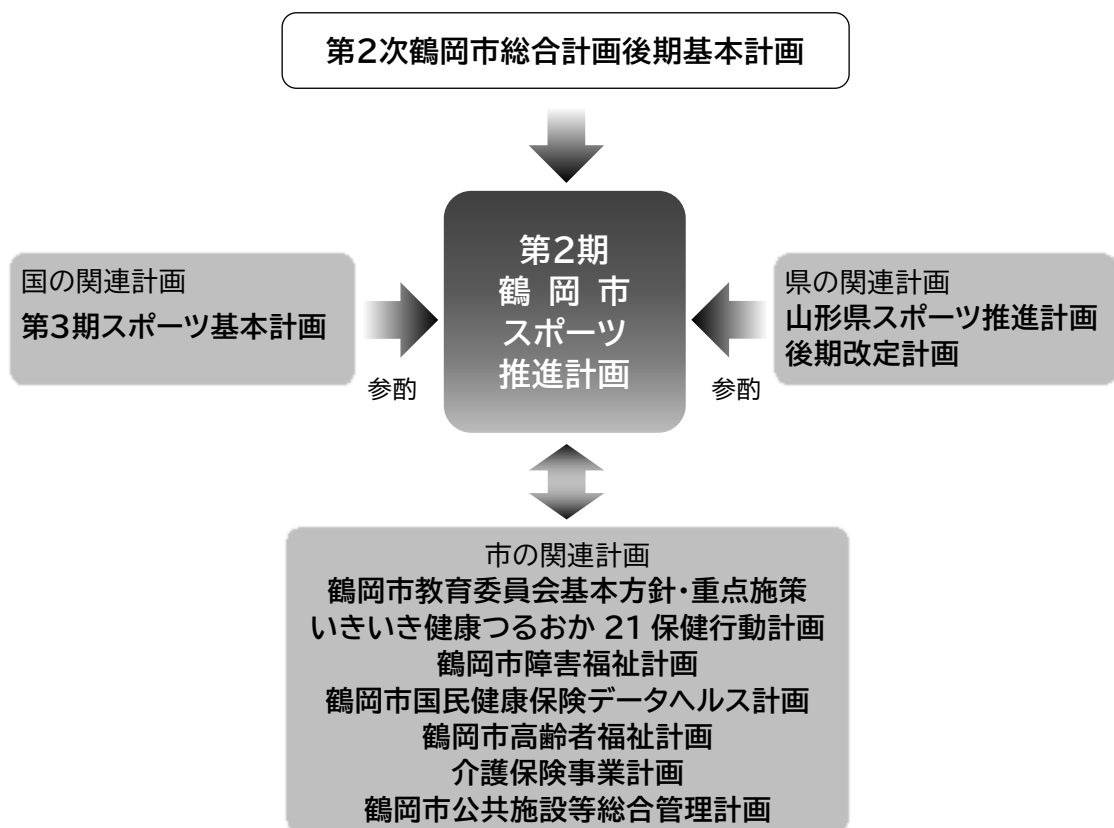 第2次鶴岡市総合計画後期基本計画
国の関連計画
第3期スポーツ基本計画
参酌
第2期
鶴岡市
スポーツ
推進計画
県の関連計画
山形県スポーツ推進計画
後期改定計画
参酌
市の関連計画
鶴岡市教育委員会基本方針・重点施策
いきいき健康つるおか 21 保健行動計画
鶴岡市障害福祉計画
鶴岡市国民健康保険データヘルス計画
鶴岡市高齢者福祉計画
介護保険事業計画
鶴岡市公共施設等総合管理計画